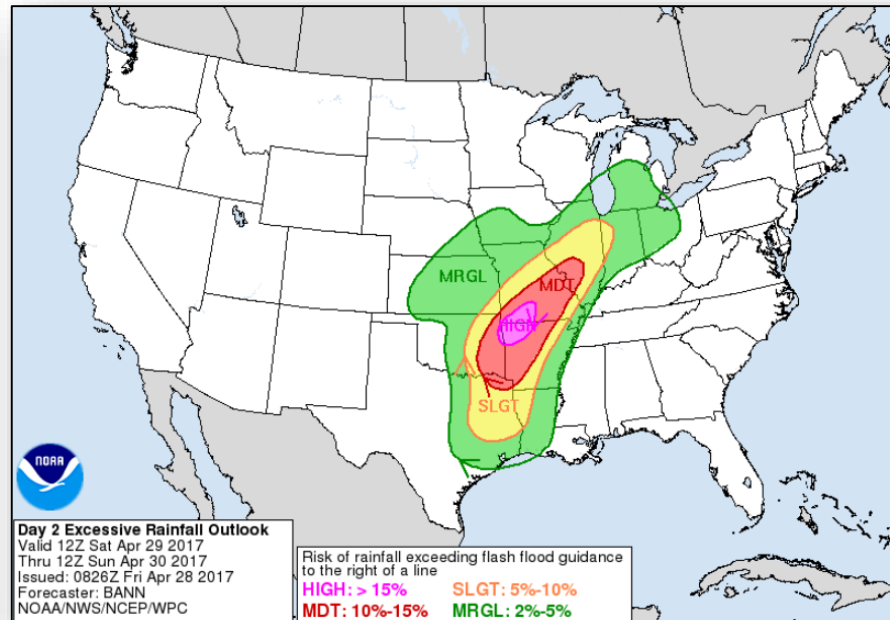 MRGL
MDT
HIGH
SLGT
NOAA
Day 2 Excessive Rainfall Outlook
Valid 12Z Sat Apr 29 2017
Thru 12Z Sun Apr 30 2017
Issued: 0826Z Fri Apr 28 2017
Forecaster: BANN
NOAA/NWS/NCEP/WPC
Risk of rainfall exceeding flash flood guidance
to the right of a line
HIGH: > 15% SLGT: 5%-10%
MDT: 10%-15% MRGL: 2%-5%